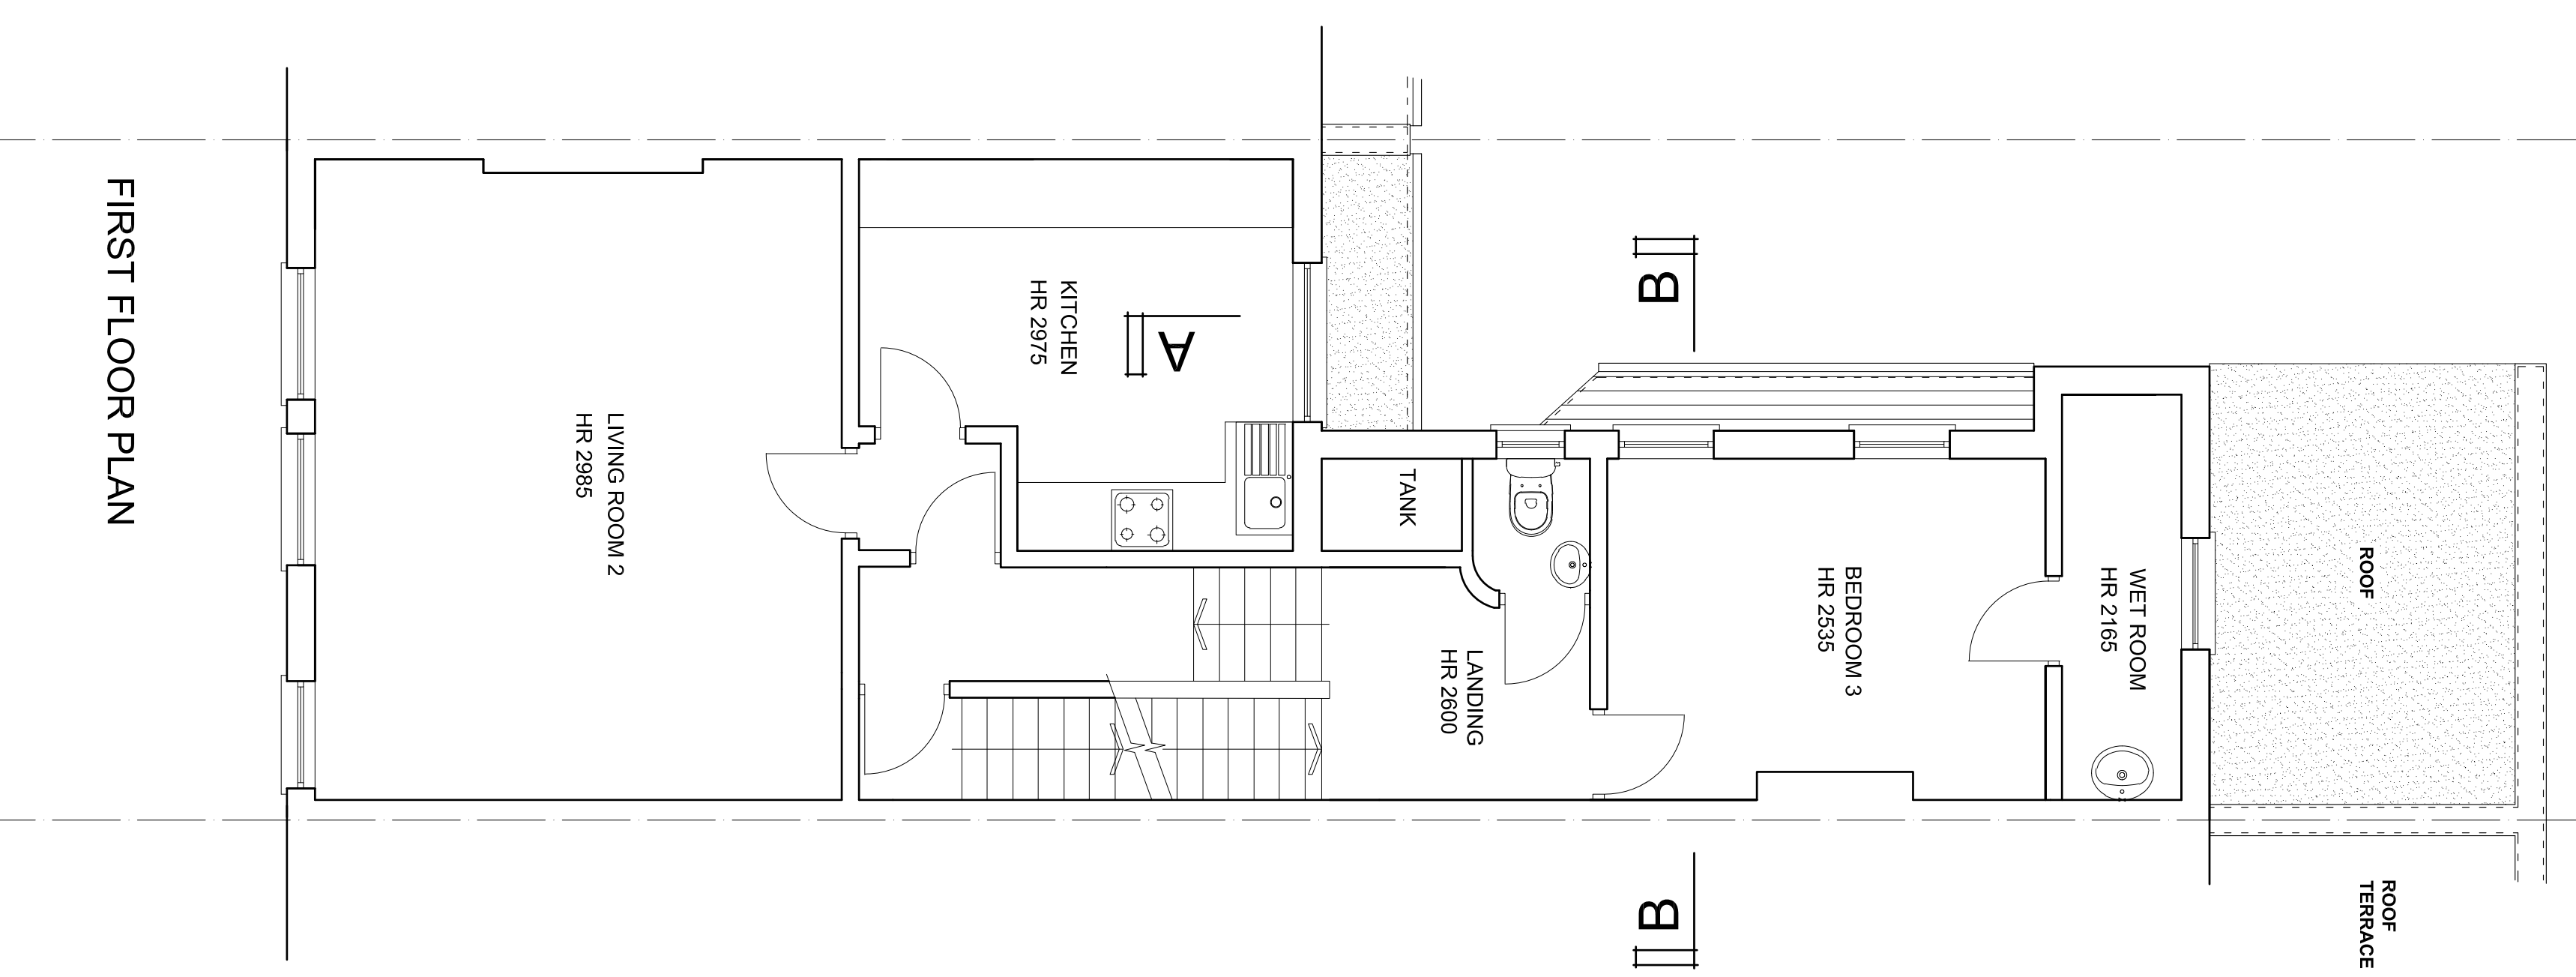 FIRST FLOOR PLAN
LIVING ROOM 2
HR 2985
KITCHEN
HR 2975
A
TANK
LANDING
HR 2600
B
B
BEDROOM 3
HR 2535
WET ROOM
HR 2165
ROOF
ROOF
TERRACE